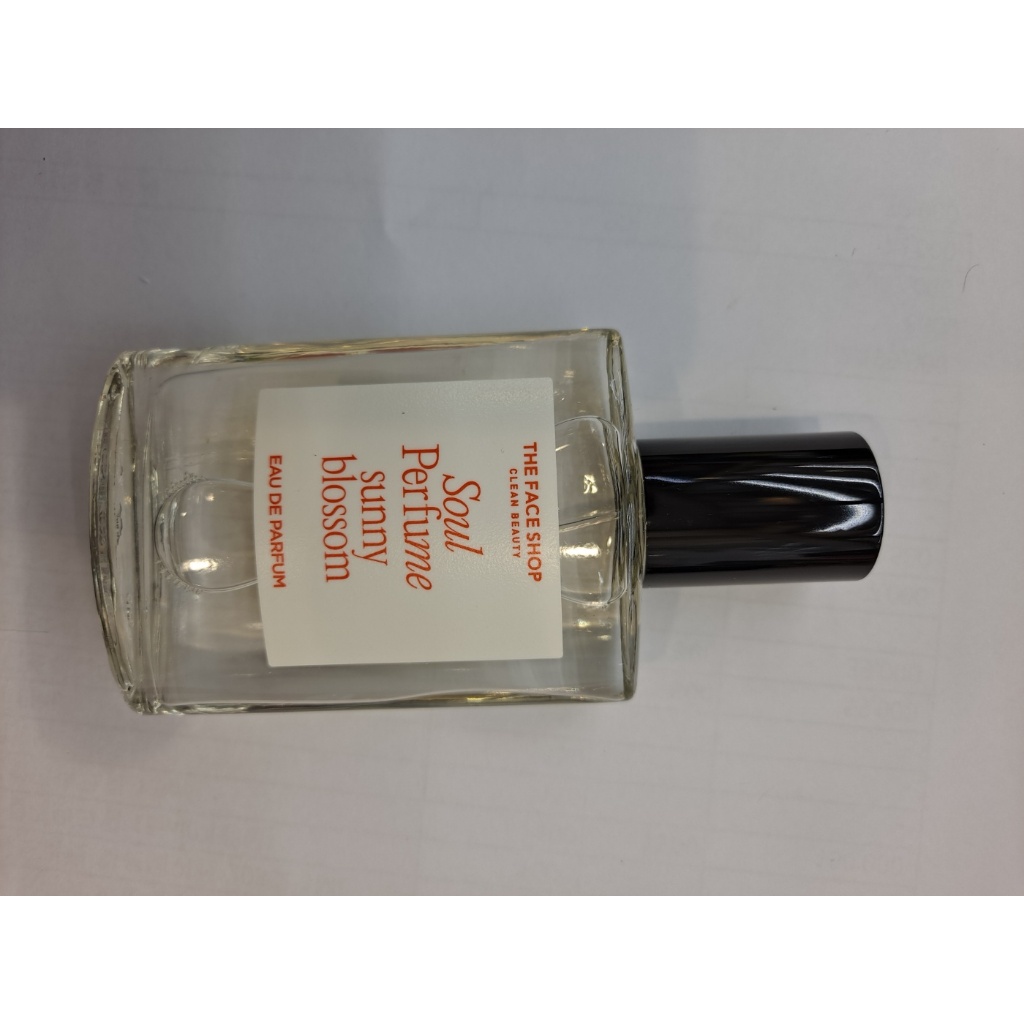 THE FACE SHOP
CLEAN BEAUTY
Soul
Perfume
sunny
blossom
EAU DE PARFUM